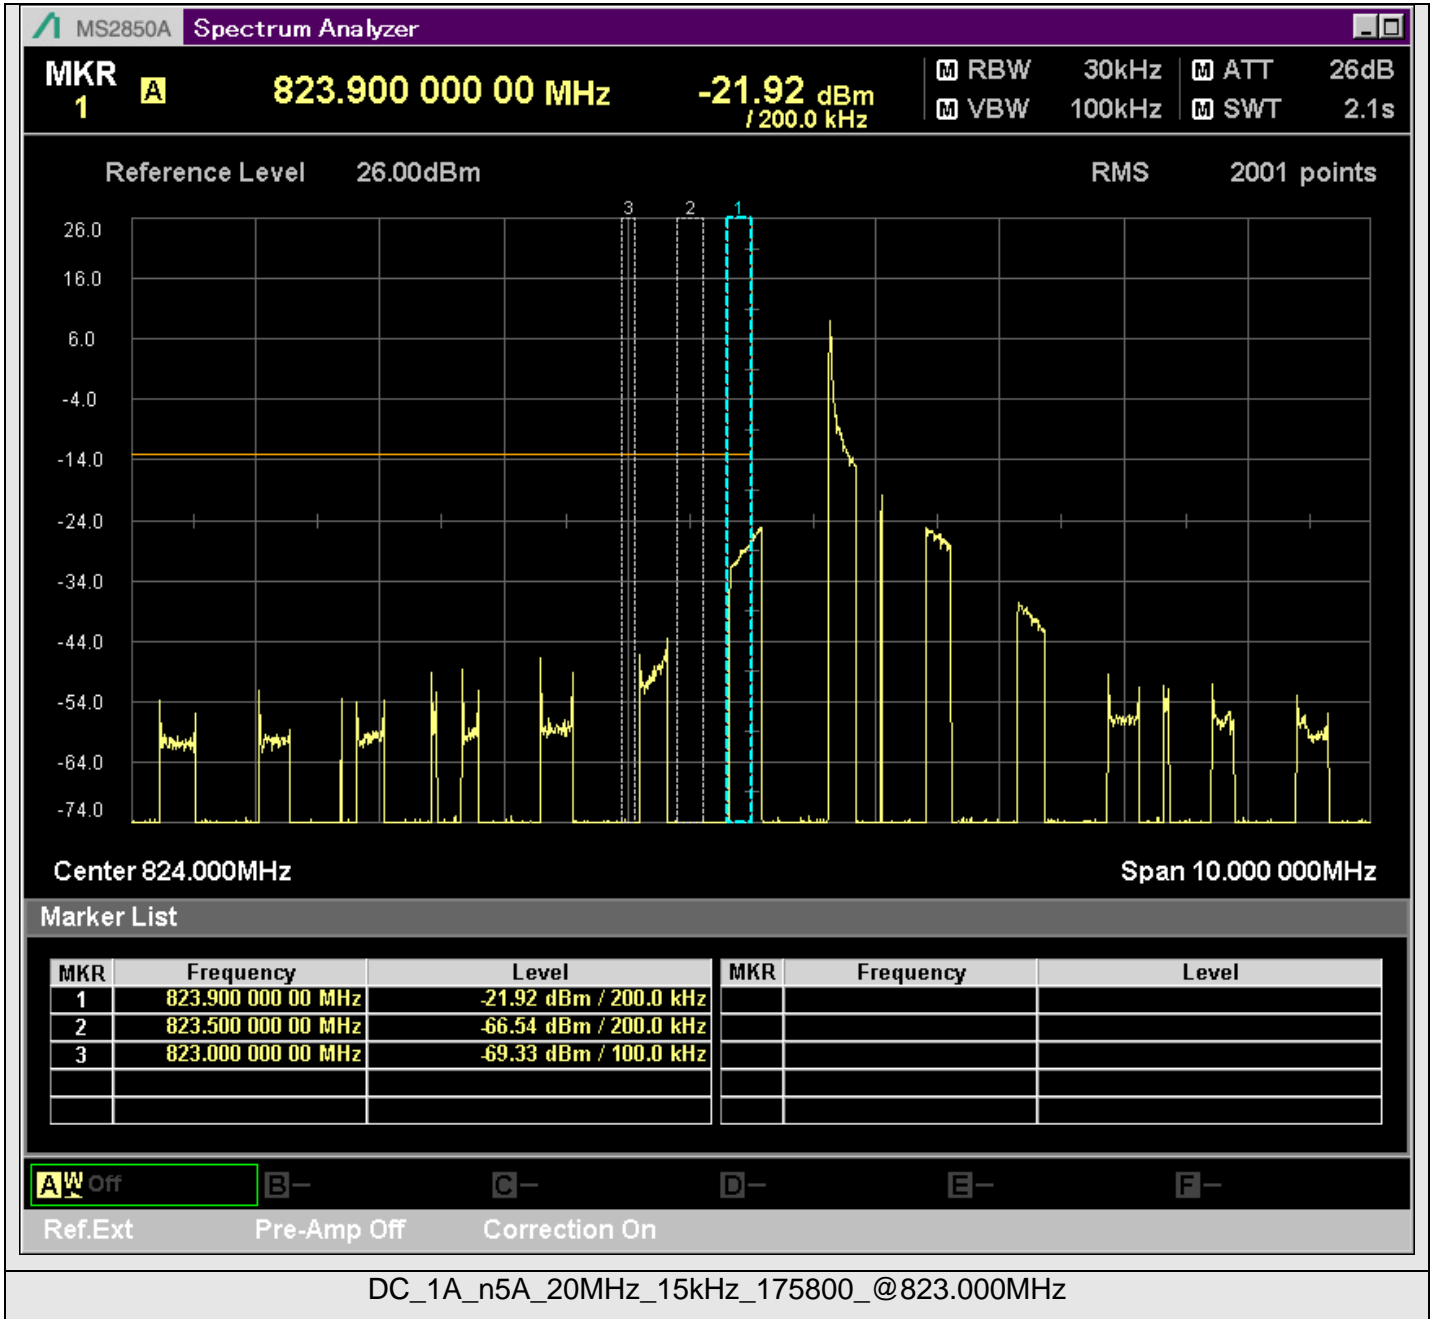 MS2850A Spectrum Analyzer
MKR 1 A 823.900 000 00 MHz -21.92 dBm / 200.0 kHz
M RBW 30kHz M ATT 26dB
M VBW 100kHz M SWT 2.1s
Reference Level 26.00dBm RMS 2001 points
3 2 1
26.0
16.0
6.0
-4.0
-14.0
-24.0
-34.0
-44.0
-54.0
-64.0
-74.0
Center 824.000MHz Span 10.000 000MHz
Marker List
MKR Frequency Level MKR Frequency Level
1 823.900 000 00 MHz -21.92 dBm / 200.0 kHz
2 823.500 000 00 MHz -66.54 dBm / 200.0 kHz
3 823.000 000 00 MHz -69.33 dBm / 100.0 kHz
A W Off B – C – D – E – F –
Ref.Ext Pre-Amp Off Correction On
DC_1A_n5A_20MHz_15kHz_175800_@823.000MHz